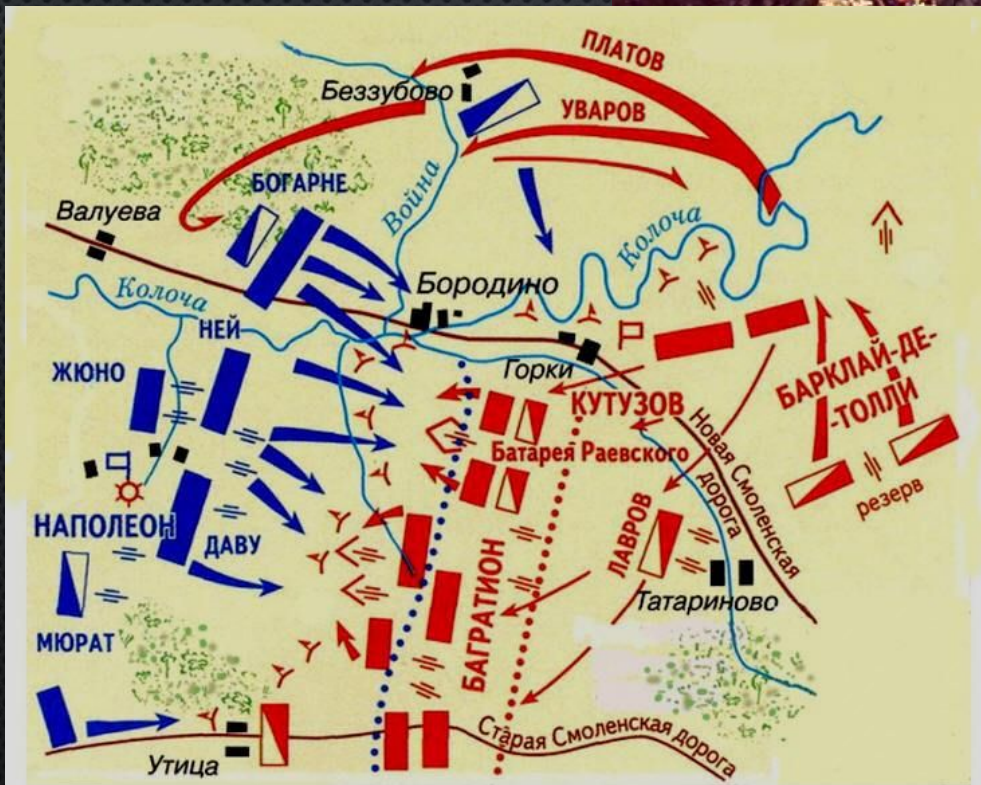 ПЛАТОВ
Беззубово
УВАРОВ
БОГАРНЕ
Война
Валуева
Колоча
Колоча
Бородино
НЕЙ
ЖЮНО
Горки
КУТУЗОВ
БАРКЛАЙ-ДЕ-
-ТОЛЛИ
Батарея Раевского
Новая Смоленская
дорога
резерв
НАПОЛЕОН
ДАВУ
ЛАВРОВ
Татариново
МЮРАТ
БАГРАТИОН
Утица
Старая Смоленская дорога